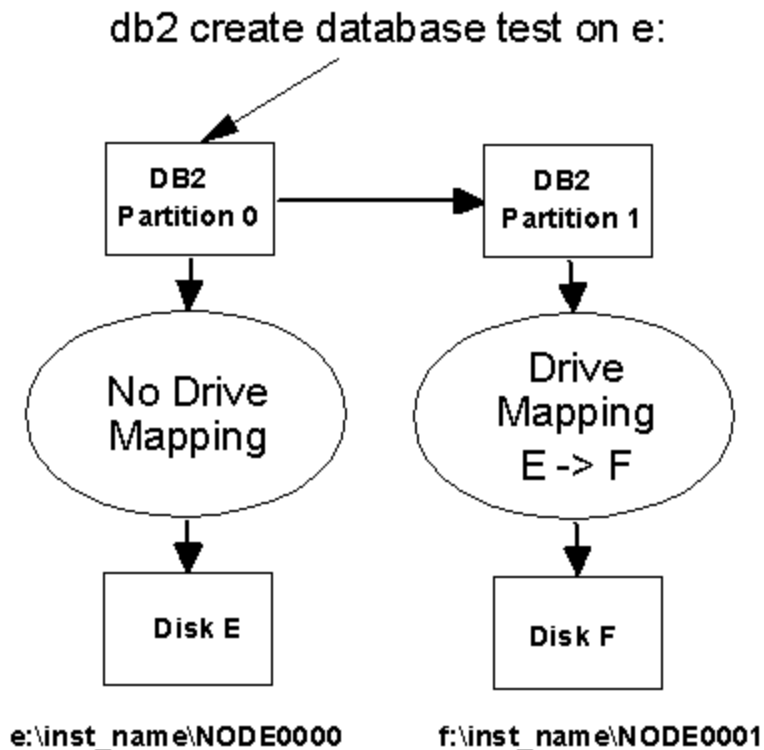 db2 create database test on e:
DB2
Partition 0
DB2
Partition 1
No Drive
Mapping
Drive
Mapping
E -> F
Disk E
Disk F
e:\inst_name\NODE0000
f:\inst_name\NODE0001